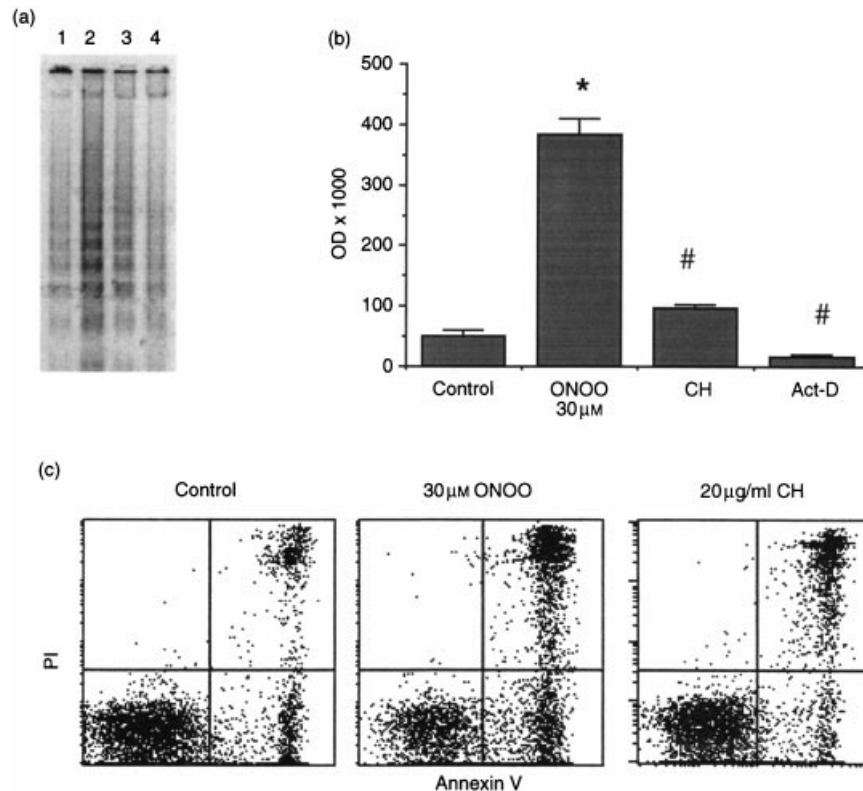 (a)
1 2 3 4
(b)
500
400
300
200
100
0
OD x 1000
*
#
#
Control
ONOO
30µM
CH
Act-D
(c)
Control
30µM ONOO
20µg/ml CH
PI
Annexin V